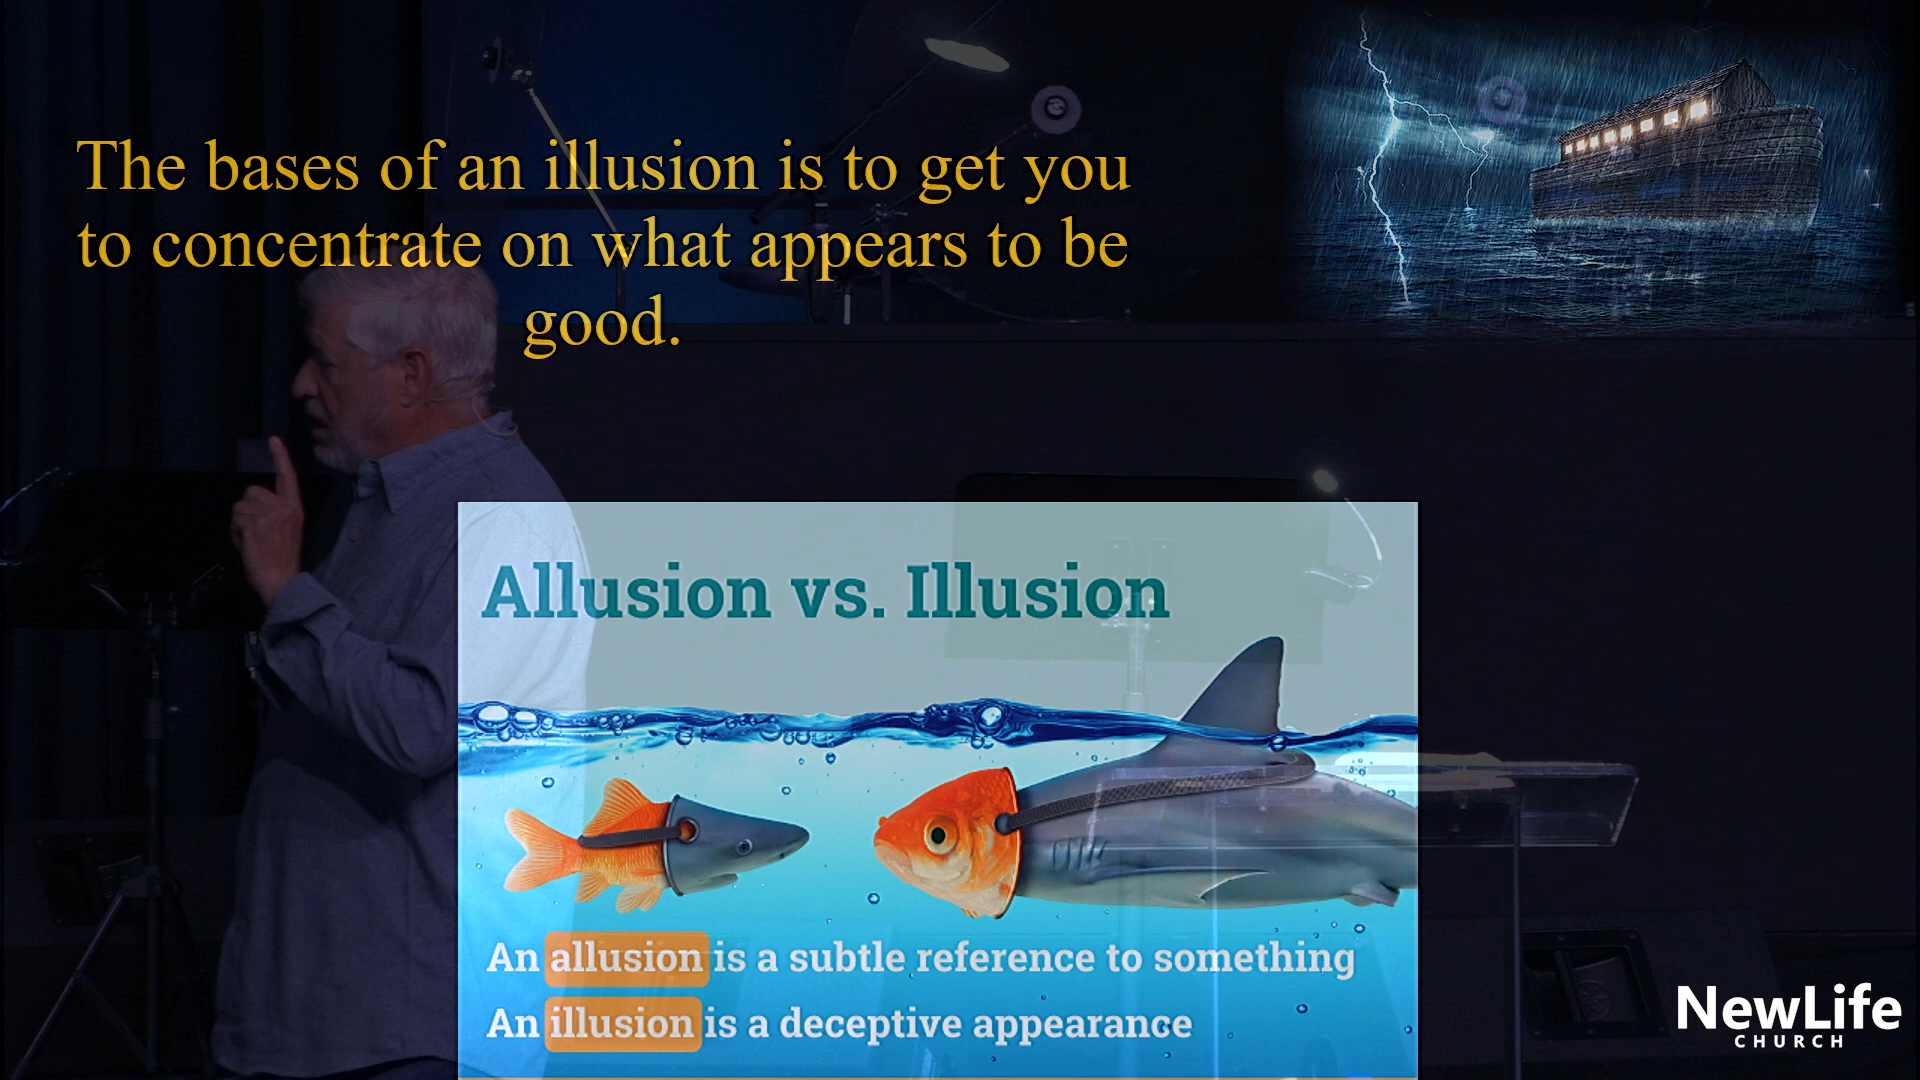 The bases of an illusion is to get you
to concentrate on what appears to be
good.
Allusion vs. Illusion
An allusion is a subtle reference to something
An illusion is a deceptive appearance
NewLife
CHURCH